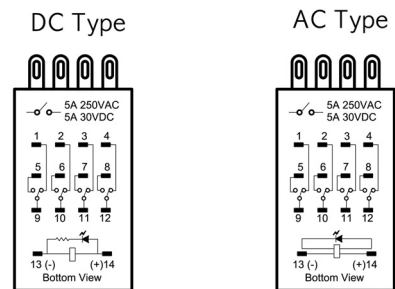 DC Type
5A 250VAC
5A 30VDC
1 2 3 4
5 6 7 8
9 10 11 12
13 (-) (+)14
Bottom View
AC Type
5A 250VAC
5A 30VDC
1 2 3 4
5 6 7 8
9 10 11 12
13 (-) (+)14
Bottom View